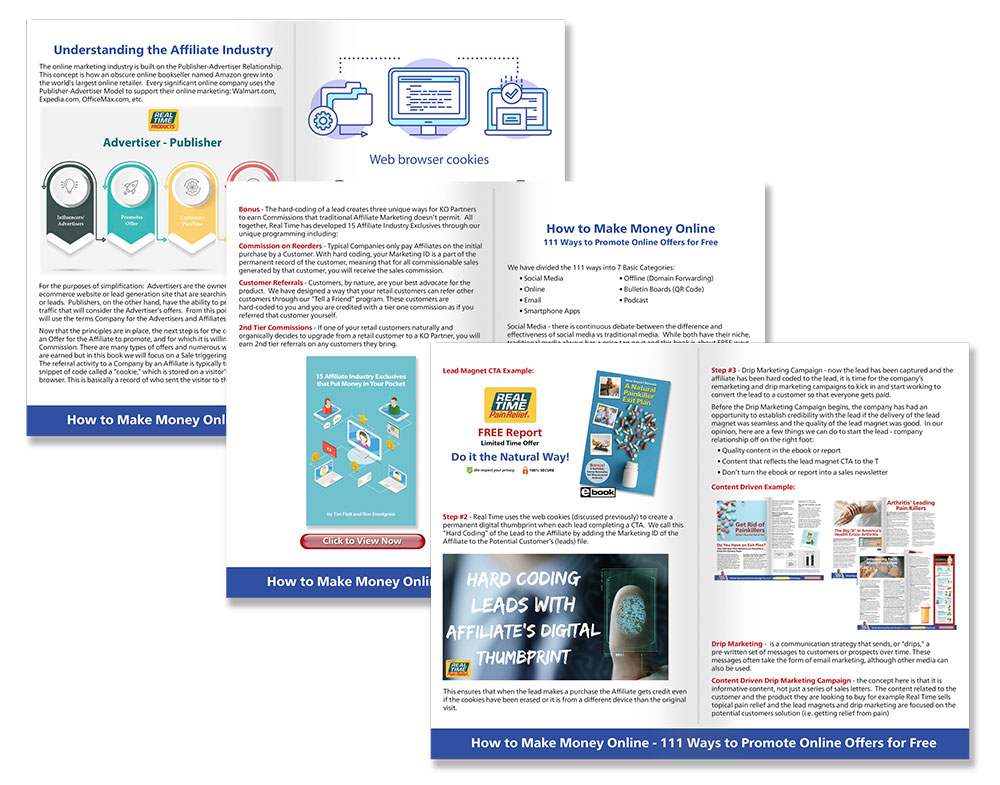 Understanding the Affiliate Industry
The online marketing industry is built on the Publisher-Advertiser Relationship.
This concept is how an obscure online bookseller named Amazon grew into
the world's largest online retailer. Every significant online company uses the
Publisher-Advertiser Model to support their online marketing: Walmart.com,
Expedia.com, OfficeMax.com, etc.
REAL
TIME
PRODUCTS
Advertiser - Publisher
Influencers/
Advertisers
Promotes
Offer
Customers
Purchase
For the purposes of simplification: Advertisers are the owner
ecommerce website or lead generation site that are searchin
or leads. Publishers, on the other hand, have the ability to p
traffic that will consider the Advertiser's offers. From this poi
will use the terms Company for the Advertisers and Affiliates
Now that the principles are in place, the next step is for the c
an Offer for the Affiliate to promote, and for which it is willin
Commission. There are many types of offers and numerous w
are earned but in this book we will focus on a Sale triggering
The referral activity to a Company by an Affiliate is typically t
snippet of code called a "cookie," which is stored on a visitor'
browser. This is basically a record of who sent the visitor to th
Web browser cookies
How to Make Money Onl
Bonus - The hard-coding of a lead creates three unique ways for KO Partners
to earn Commissions that traditional Affiliate Marketing doesn't permit. All
together, Real Time has developed 15 Affiliate Industry Exclusives through our
unique programming including:
Commission on Reorders - Typical Companies only pay Affiliates on the initial
purchase by a Customer. With hard coding, your Marketing ID is a part of the
permanent record of the customer, meaning that for all commissionable sales
generated by that customer, you will receive the sales commission.
Customer Referrals - Customers, by nature, are your best advocate for the
product. We have designed a way that your retail customers can refer other
customers through our "Tell a Friend" program. These customers are
hard-coded to you and you are credited with a tier one commission as if you
referred that customer yourself.
2nd Tier Commissions - If one of your retail customers naturally and
organically decides to upgrade from a retail customer to a KO Partner, you will
earn 2nd tier referrals on any customers they bring.
15 Affiliate Industry Exclusives
that Put Money in Your Pocket
by Tim Flett and Ron Snodgrass
Click to View Now
How to Make Money Onli
How to Make Money Online
111 Ways to Promote Online Offers for Free
We have divided the 111 ways into 7 Basic Categories:
• Social Media
• Online
• Email
• Smartphone Apps
• Offline (Domain Forwarding)
• Bulletin Boards (QR Code)
• Podcast
Social Media - there is continuous debate between the difference and
effectiveness of social media vs traditional media. While both have their niche,
traditional media always has a price tag on and this book is about FREE ways
Lead Magnet CTA Example:
REAL
TIME
Pain Relief
FREE Report
Limited Time Offer
Do it the Natural Way!
We respect your privacy
100% SECURE
A Natural
Painkiller
Exit Plan
Bonus!
ebook
Step #2 - Real Time uses the web cookies (discussed previously) to create a
permanent digital thumbprint when each lead completing a CTA. We call this
"Hard Coding" of the Lead to the Affiliate by adding the Marketing ID of the
Affiliate to the Potential Customer's (leads) file.
HARD CODING
LEADS WITH
AFFILIATE'S DIGITAL
THUMBPRINT
REAL
TIME
Pain Relief
This ensures that when the lead makes a purchase the Affiliate gets credit even
if the cookies have been erased or it is from a different device than the original
visit.
Step #3 - Drip Marketing Campaign - now the lead has been captured and the
affiliate has been hard coded to the lead, it is time for the company's
remarketing and drip marketing campaigns to kick in and start working to
convert the lead to a customer so that everyone gets paid.
Before the Drip Marketing Campaign begins, the company has had an
opportunity to establish credibility with the lead if the delivery of the lead
magnet was seamless and the quality of the lead magnet was good. In our
opinion, here are a few things we can do to start the lead - company
relationship off on the right foot:
• Quality content in the ebook or report
• Content that reflects the lead magnet CTA to the T
• Don't turn the ebook or report into a sales newsletter
Content Driven Example:
Get Rid of
Painkillers
Do You Have an Exit Plan?
The Big "A" in America's
Health Crisis: Arthritis
Arthritis' Leading
Pain Killers
Drip Marketing - is a communication strategy that sends, or "drips," a
pre-written set of messages to customers or prospects over time. These
messages often take the form of email marketing, although other media can
also be used.
Content Driven Drip Marketing Campaign - the concept here is that it is
informative content, not just a series of sales letters. The content related to the
customer and the product they are looking to buy for example Real Time sells
topical pain relief and the lead magnets and drip marketing are focused on the
potential customers solution (i.e. getting relief from pain)
How to Make Money Online - 111 Ways to Promote Online Offers for Free